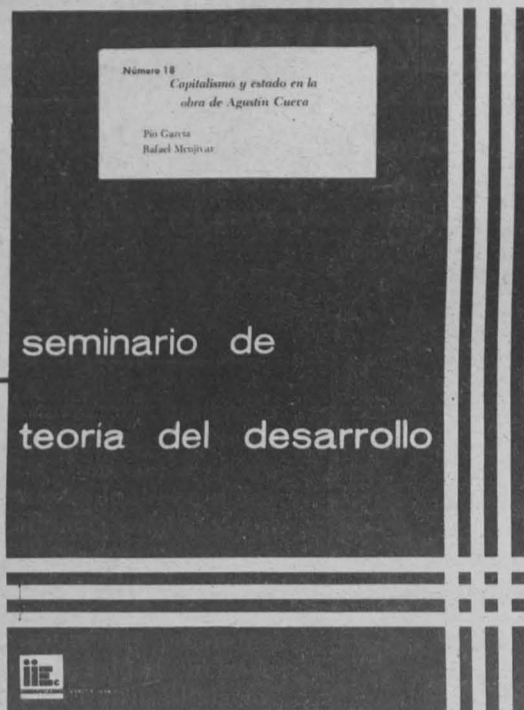 Número 18
Capitalismo y estado en la
obra de Agustín Cueva
Pío García
Rafael Menjívar
seminario de
teoría del desarrollo
iiEc